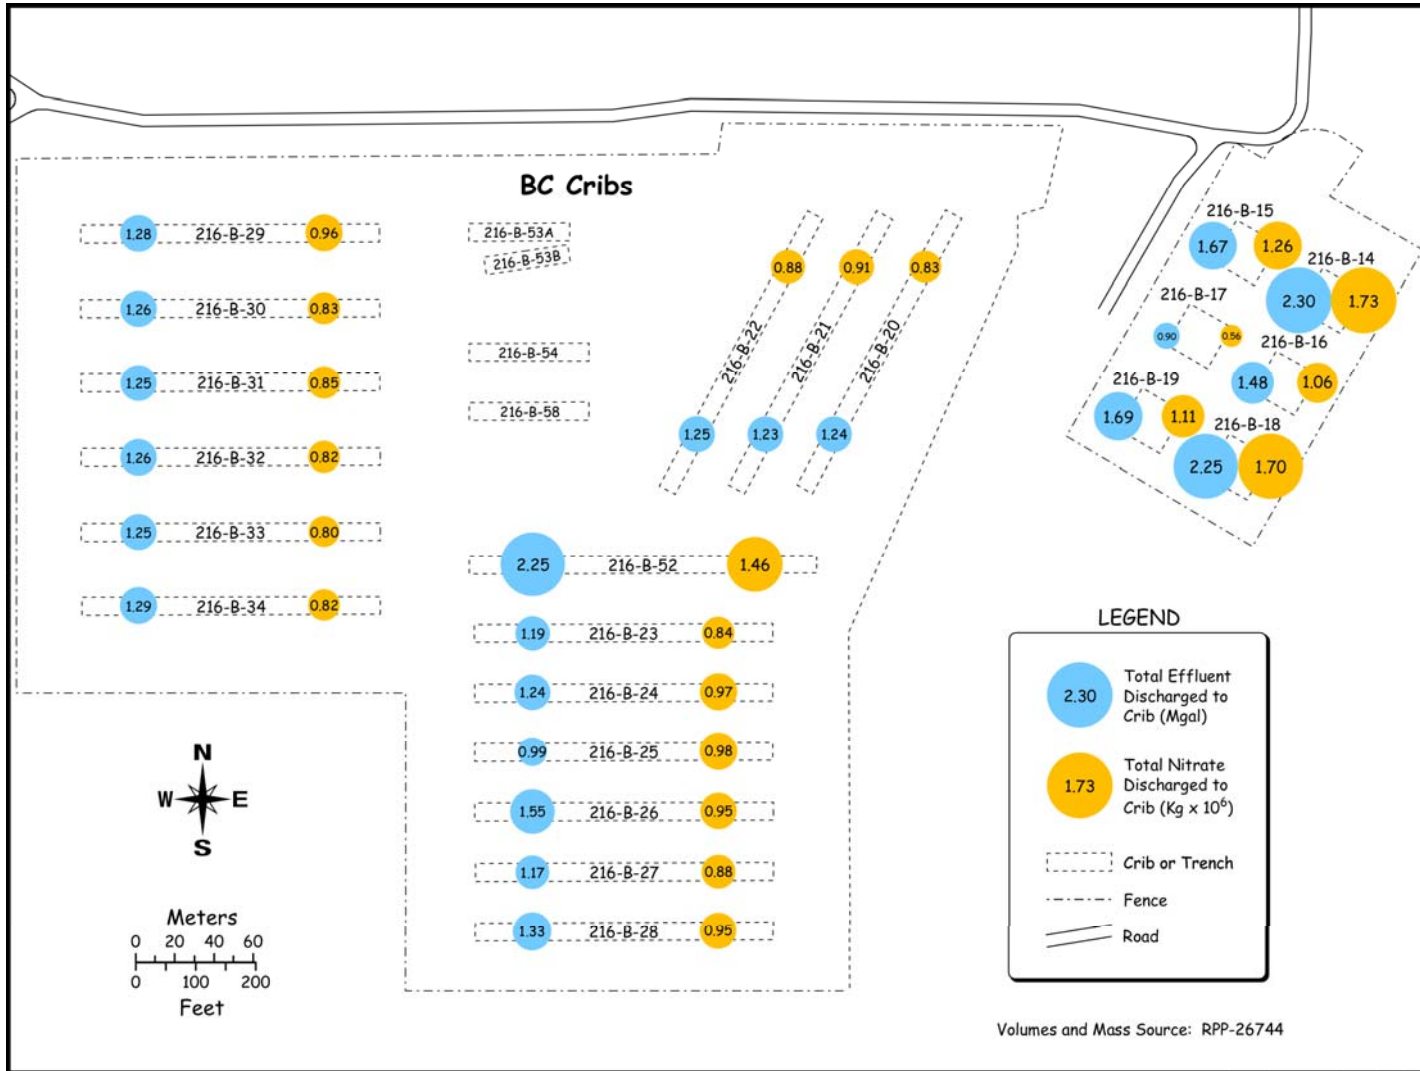 BC Cribs
1.28 216-B-29 0.96
1.26 216-B-30 0.83
1.25 216-B-31 0.85
1.26 216-B-32 0.82
1.25 216-B-33 0.80
1.29 216-B-34 0.82
216-B-53A
216-B-53B
216-B-54
216-B-58
0.88
216-B-22
1.25
0.91
216-B-21
1.23
0.83
216-B-20
1.24
216-B-15
1.67 1.26
216-B-14
2.30 1.73
216-B-17
0.90 0.56
216-B-16
1.48 1.06
216-B-19
1.69 1.11
216-B-18
2.25 1.70
2.25 216-B-52 1.46
1.19 216-B-23 0.84
1.24 216-B-24 0.97
0.99 216-B-25 0.98
1.55 216-B-26 0.95
1.17 216-B-27 0.88
1.33 216-B-28 0.95
N
W E
S
Meters
0 20 40 60
0 100 200
Feet
LEGEND
2.30
Total Effluent
Discharged to
Crib (Mgal)
1.73
Total Nitrate
Discharged to
Crib (Kg x 10⁶)
Crib or Trench
Fence
Road
Volumes and Mass Source: RPP-26744